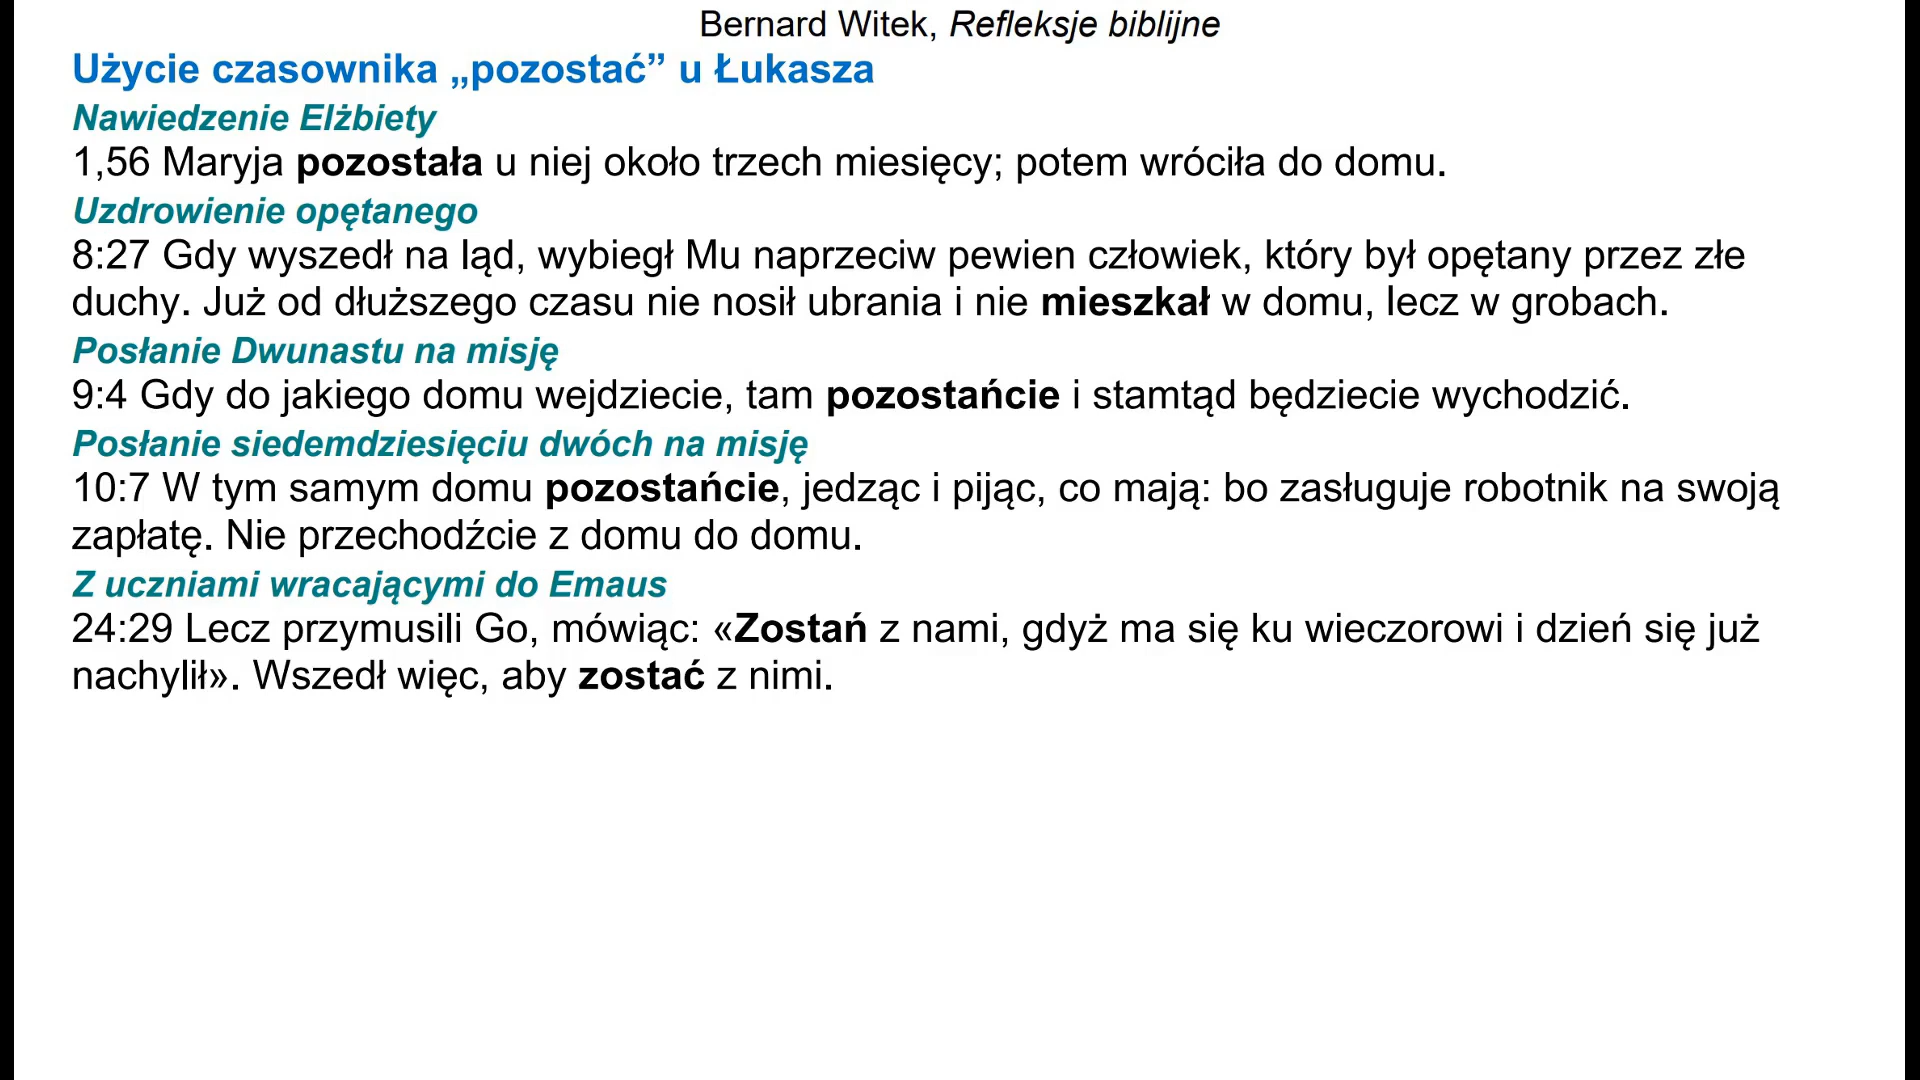 Bernard Witek, Refleksje biblijne
Użycie czasownika „pozostać” u Łukasza
Nawiedzenie Elżbiety
1,56 Maryja pozostała u niej około trzech miesięcy; potem wróciła do domu.
Uzdrowienie opętanego
8:27 Gdy wyszedł na ląd, wybiegł Mu naprzeciw pewien człowiek, który był opętany przez złe
duchy. Już od dłuższego czasu nie nosił ubrania i nie mieszkał w domu, lecz w grobach.
Posłanie Dwunastu na misję
9:4 Gdy do jakiego domu wejdziecie, tam pozostańcie i stamtąd będziecie wychodzić.
Posłanie siedemdziesięciu dwóch na misję
10:7 W tym samym domu pozostańcie, jedząc i pijąc, co mają: bo zasługuje robotnik na swoją
zapłatę. Nie przechodźcie z domu do domu.
Z uczniami wracającymi do Emaus
24:29 Lecz przymusili Go, mówiąc: «Zostań z nami, gdyż ma się ku wieczorowi i dzień się już
nachylił». Wszedł więc, aby zostać z nimi.